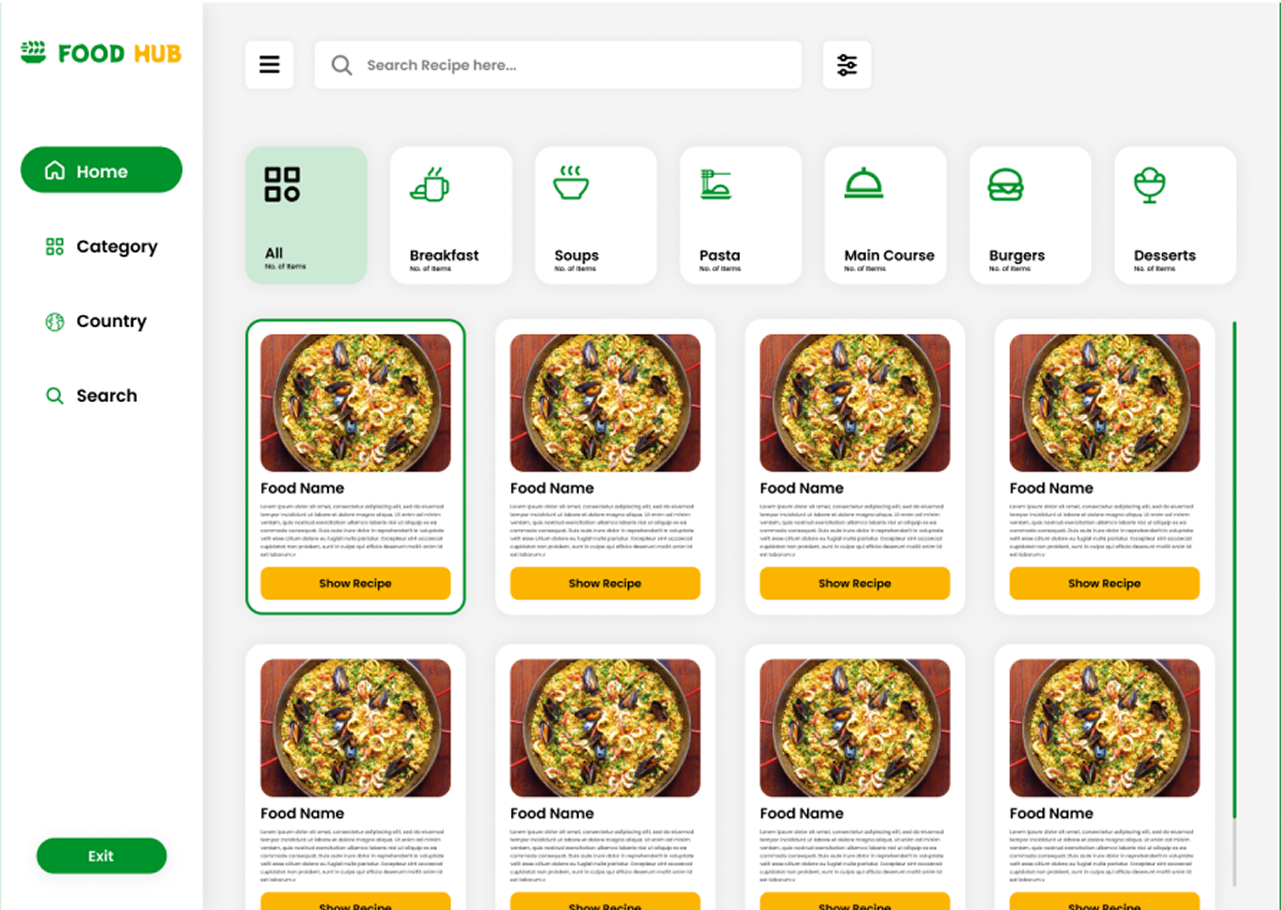 FOOD HUB
Home
Category
Country
Search
Exit
Search Recipe here...
All
No. of Items
Breakfast
No. of Items
Soups
No. of Items
Pasta
No. of Items
Main Course
No. of Items
Burgers
No. of Items
Desserts
No. of Items
Food Name
Lorem ipsum dolor sit amet, consectetur adipiscing elit, sed do eiusmod
tempor incididunt ut labore et dolore magna aliqua. Ut enim ad minim
veniam, quis nostrud exercitation ullamco laboris nisi ut aliquip ex ea
commodo consequat. Duis aute irure dolor in reprehenderit in voluptate
velit esse cillum dolore eu fugiat nulla pariatur. Excepteur sint occaecat
cupidatat non proident, sunt in culpa qui officia deserunt mollit anim id
est laborum.v
Show Recipe
Food Name
Lorem ipsum dolor sit amet, consectetur adipiscing elit, sed do eiusmod
tempor incididunt ut labore et dolore magna aliqua. Ut enim ad minim
veniam, quis nostrud exercitation ullamco laboris nisi ut aliquip ex ea
commodo consequat. Duis aute irure dolor in reprehenderit in voluptate
velit esse cillum dolore eu fugiat nulla pariatur. Excepteur sint occaecat
cupidatat non proident, sunt in culpa qui officia deserunt mollit anim id
est laborum.v
Show Recipe
Food Name
Lorem ipsum dolor sit amet, consectetur adipiscing elit, sed do eiusmod
tempor incididunt ut labore et dolore magna aliqua. Ut enim ad minim
veniam, quis nostrud exercitation ullamco laboris nisi ut aliquip ex ea
commodo consequat. Duis aute irure dolor in reprehenderit in voluptate
velit esse cillum dolore eu fugiat nulla pariatur. Excepteur sint occaecat
cupidatat non proident, sunt in culpa qui officia deserunt mollit anim id
est laborum.v
Show Recipe
Food Name
Lorem ipsum dolor sit amet, consectetur adipiscing elit, sed do eiusmod
tempor incididunt ut labore et dolore magna aliqua. Ut enim ad minim
veniam, quis nostrud exercitation ullamco laboris nisi ut aliquip ex ea
commodo consequat. Duis aute irure dolor in reprehenderit in voluptate
velit esse cillum dolore eu fugiat nulla pariatur. Excepteur sint occaecat
cupidatat non proident, sunt in culpa qui officia deserunt mollit anim id
est laborum.v
Show Recipe
Food Name
Lorem ipsum dolor sit amet, consectetur adipiscing elit, sed do eiusmod
tempor incididunt ut labore et dolore magna aliqua. Ut enim ad minim
veniam, quis nostrud exercitation ullamco laboris nisi ut aliquip ex ea
commodo consequat. Duis aute irure dolor in reprehenderit in voluptate
velit esse cillum dolore eu fugiat nulla pariatur. Excepteur sint occaecat
cupidatat non proident, sunt in culpa qui officia deserunt mollit anim id
est laborum.v
Show Recipe
Food Name
Lorem ipsum dolor sit amet, consectetur adipiscing elit, sed do eiusmod
tempor incididunt ut labore et dolore magna aliqua. Ut enim ad minim
veniam, quis nostrud exercitation ullamco laboris nisi ut aliquip ex ea
commodo consequat. Duis aute irure dolor in reprehenderit in voluptate
velit esse cillum dolore eu fugiat nulla pariatur. Excepteur sint occaecat
cupidatat non proident, sunt in culpa qui officia deserunt mollit anim id
est laborum.v
Show Recipe
Food Name
Lorem ipsum dolor sit amet, consectetur adipiscing elit, sed do eiusmod
tempor incididunt ut labore et dolore magna aliqua. Ut enim ad minim
veniam, quis nostrud exercitation ullamco laboris nisi ut aliquip ex ea
commodo consequat. Duis aute irure dolor in reprehenderit in voluptate
velit esse cillum dolore eu fugiat nulla pariatur. Excepteur sint occaecat
cupidatat non proident, sunt in culpa qui officia deserunt mollit anim id
est laborum.v
Show Recipe
Food Name
Lorem ipsum dolor sit amet, consectetur adipiscing elit, sed do eiusmod
tempor incididunt ut labore et dolore magna aliqua. Ut enim ad minim
veniam, quis nostrud exercitation ullamco laboris nisi ut aliquip ex ea
commodo consequat. Duis aute irure dolor in reprehenderit in voluptate
velit esse cillum dolore eu fugiat nulla pariatur. Excepteur sint occaecat
cupidatat non proident, sunt in culpa qui officia deserunt mollit anim id
est laborum.v
Show Recipe